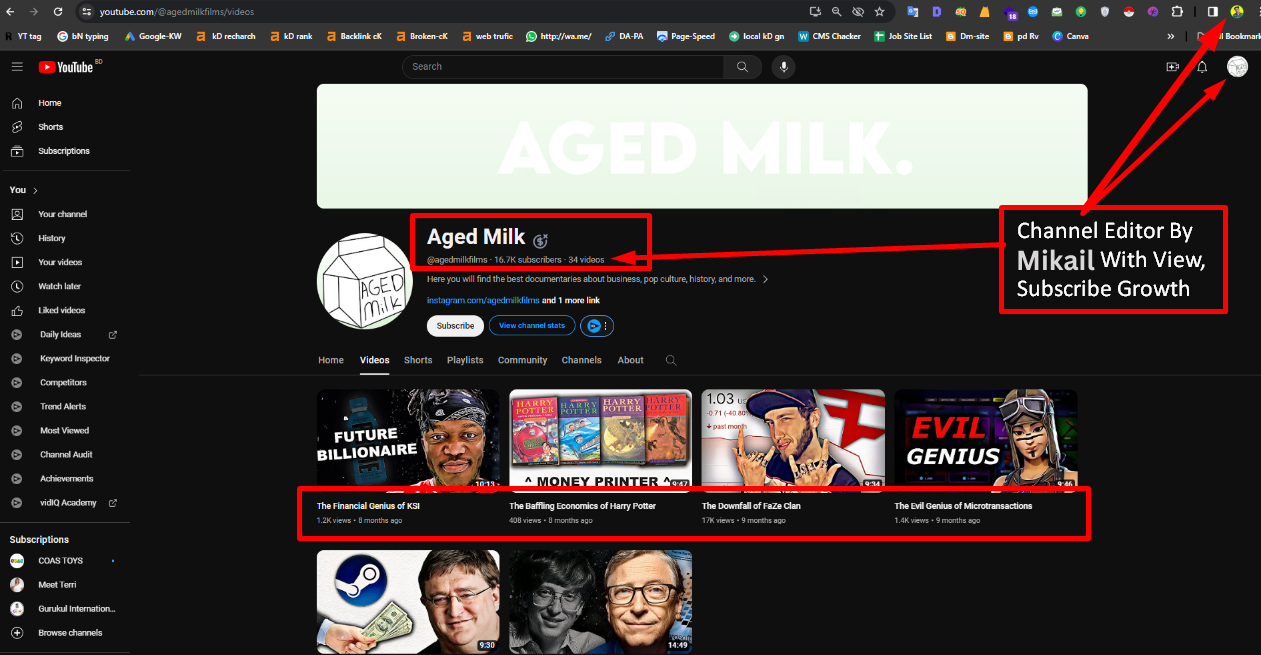 youtube.com/@agedmilkfilms/videos
18
YT tag
bN typing
Google-KW
kD recharch
kD rank
Backlink cK
Broken-cK
web trufic
http://wa.me/
DA-PA
Page-Speed
local kD gn
CMS Checker
Job Site List
Dm-site
pd Rv
Canva
»
Bookmark
YouTube BD
Search
Home
Shorts
Subscriptions
You
Your channel
History
Your videos
Watch later
Liked videos
Daily Ideas
Keyword Inspector
Competitors
Trend Alerts
Most Viewed
Channel Audit
Achievements
vidIQ Academy
Subscriptions
COAS TOYS
Meet Terri
Gurukul Internation...
Browse channels
AGED MILK.
AGED
MILK
Aged Milk
@agedmilkfilms · 16.7K subscribers · 34 videos
Here you will find the best documentaries about business, pop culture, history, and more.
instagram.com/agedmilkfilms and 1 more link
Subscribe
View channel stats
Channel Editor By
Mikail With View,
Subscribe Growth
Home
Videos
Shorts
Playlists
Community
Channels
About
FUTURE
BILLIONAIRE
10:13
The Financial Genius of KSI
1.2K views • 8 months ago
HARRY POTTER
HARRY POTTER
HARRY POTTER
HARRY POTTER
^ MONEY PRINTER ^
9:47
The Baffling Economics of Harry Potter
408 views • 8 months ago
1.03
-0.71 (-40.80%
past month
9:34
The Downfall of FaZe Clan
17K views • 9 months ago
EVIL
GENIUS
9:46
The Evil Genius of Microtransactions
1.4K views • 9 months ago
9:30
14:49